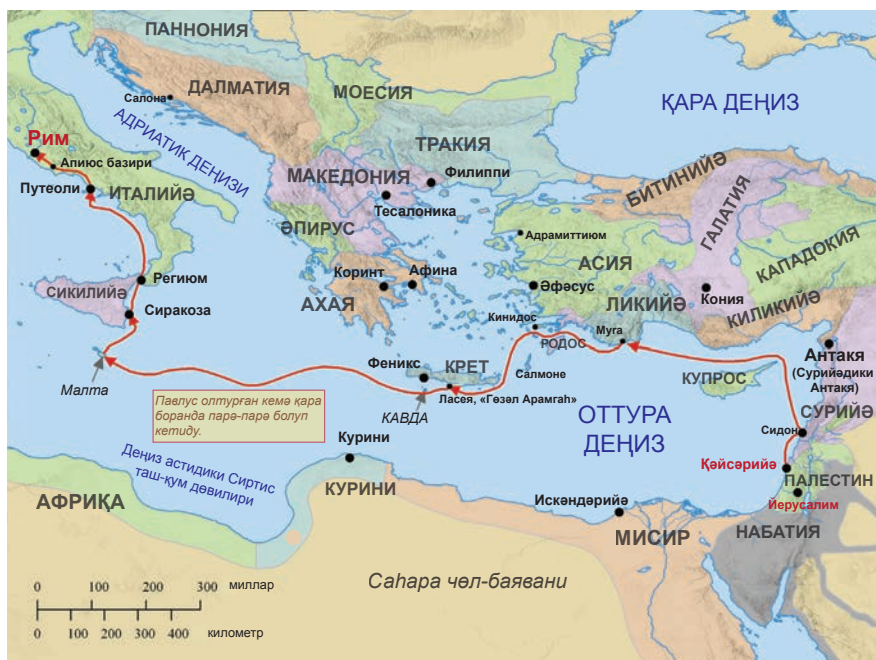 ПАННОНИЯ
ДАЛМАТИЯ
Салона
МОЕСИЯ
ҚАРА ДЕҢИЗ
АДРИАТИК ДЕҢИЗИ
Рим
Апиюс базири
Путеоли
ИТАЛИЙӘ
ТРАКИЯ
МАКЕДОНИЯ
Филиппи
Тесалоника
БИТИНИЙӘ
ГАЛАТИЯ
КАПАДОКИЯ
ӘПИРУС
Адрамиттиюм
АСИЯ
Региюм
СИКИЛИЙӘ
Сиракоза
Коринт
Афина
АХАЯ
Әфәсус
ЛИКИЙӘ
Кония
КИЛИКИЙӘ
Кинидос
РОДОС
Myra
Антакя
(Сурийәдики
Антакя)
СУРИЙӘ
КУПРОС
Малта
Феникс
КРЕТ
Салмоне
Ласея, «Гөзәл Арамгаһ»
КАВДА
Павлус олтурған кемә қара
боранда парә-парә болуп
кетиду.
ОТТУРА
ДЕҢИЗ
Сидон
Қәйсәрийә
ПАЛЕСТИН
Йерусалим
Деңиз астидики Сиртис
таш-қум дөвилири
Курини
КУРИНИ
АФРИҚА
Искәндәрийә
МИСИР
НАБАТИЯ
Саһара чөл-баявани
0 100 200 300 миллар
0 100 200 300 400 километр